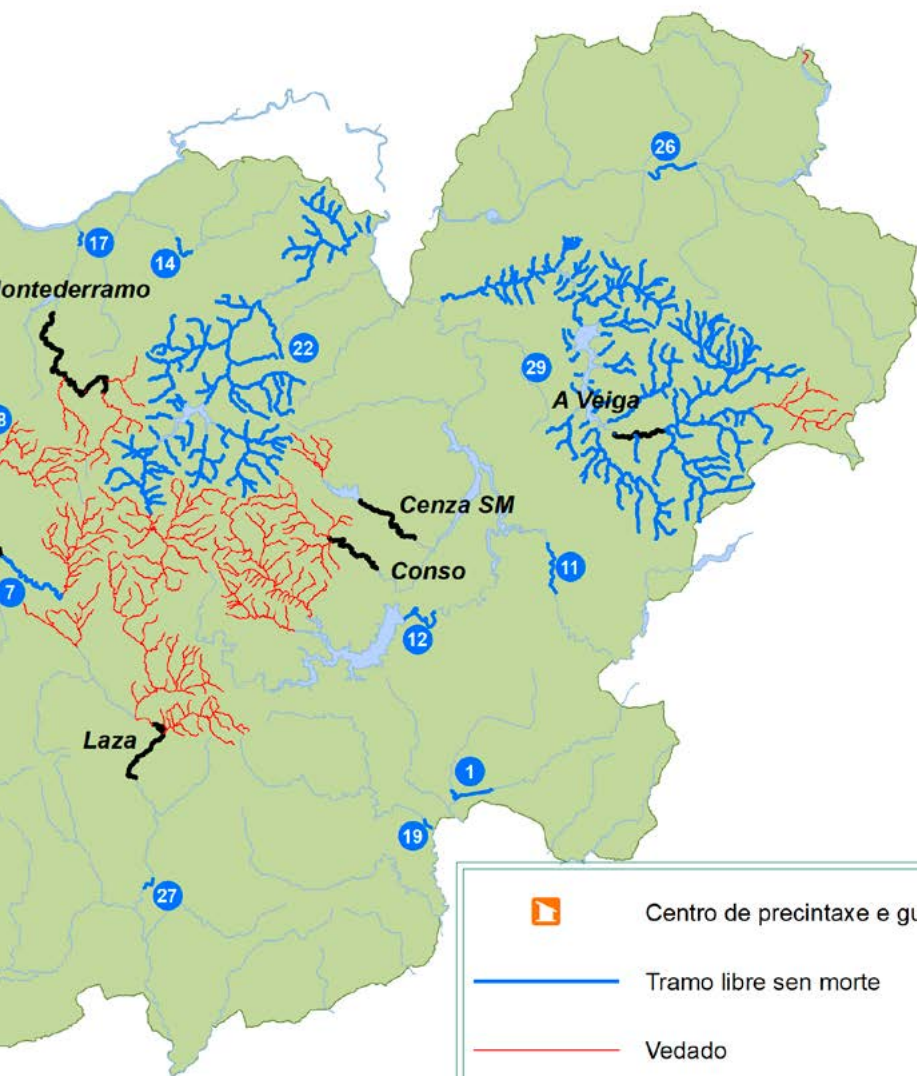 26
17
14
ontederramo
22
29
A Veiga
Cenza SM
Conso
11
7
12
Laza
1
19
27
Centro de precintaxe e gu
Tramo libre sen morte
Vedado